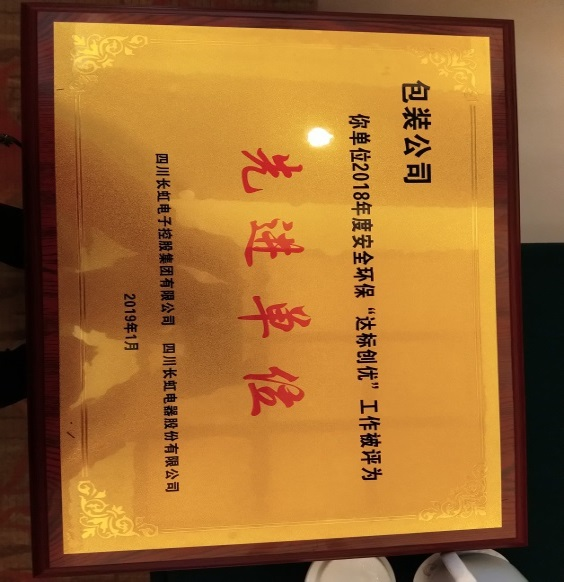 包装公司
你单位2018年度安全环保“达标创优”工作被评为
先进单位
四川长虹电子控股集团有限公司 四川长虹电器股份有限公司
2019年1月